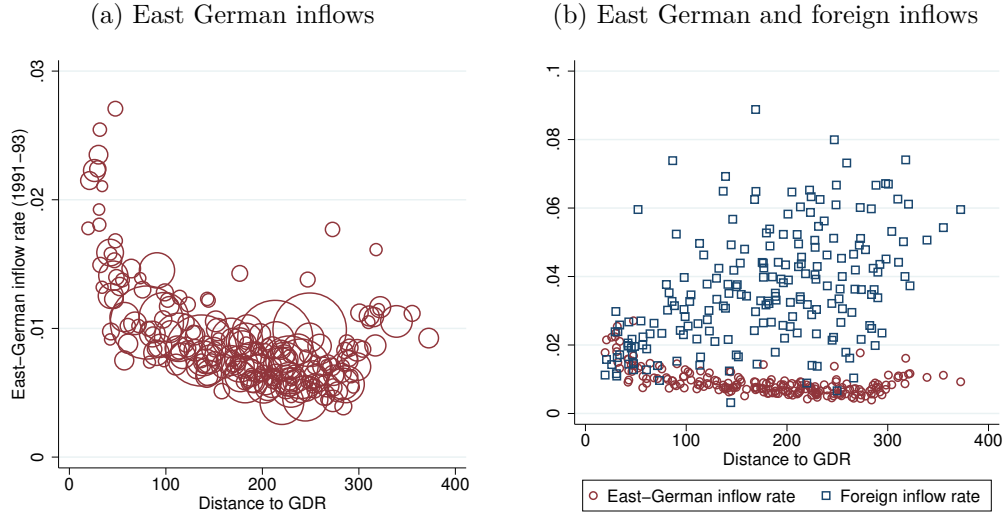 (a) East German inflows
East−German inflow rate (1991−93)
.03
.02
.01
0
0 100 200 300 400
Distance to GDR
(b) East German and foreign inflows
.1
.08
.06
.04
.02
0
0 100 200 300 400
Distance to GDR
East−German inflow rate Foreign inflow rate